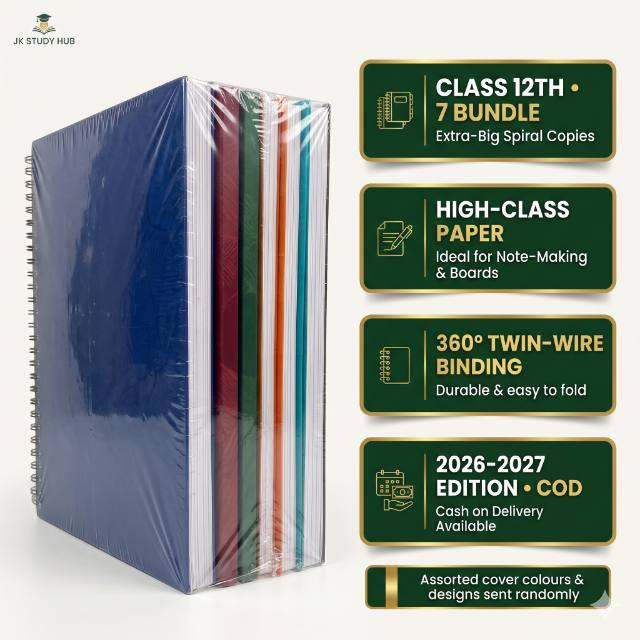 JK STUDY HUB
CLASS 12TH •
7 BUNDLE
Extra-Big Spiral Copies
HIGH-CLASS
PAPER
Ideal for Note-Making
& Boards
360° TWIN-WIRE
BINDING
Durable & easy to fold
2026-2027
EDITION • COD
Cash on Delivery
Available
Assorted cover colours &
designs sent randomly